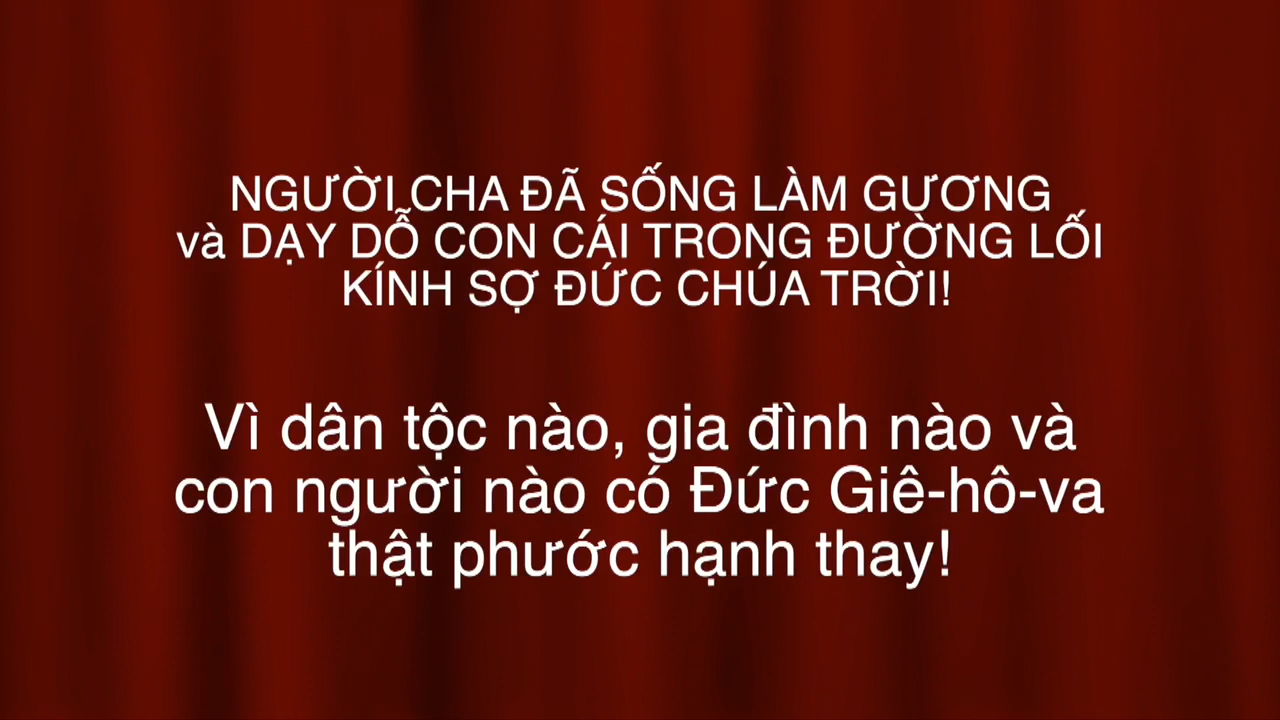 NGƯỜI CHA ĐÃ SỐNG LÀM GƯƠNG
và DẠY DỖ CON CÁI TRONG ĐƯỜNG LỐI
KÍNH SỢ ĐỨC CHÚA TRỜI!
Vì dân tộc nào, gia đình nào và
con người nào có Đức Giê-hô-va
thật phước hạnh thay!